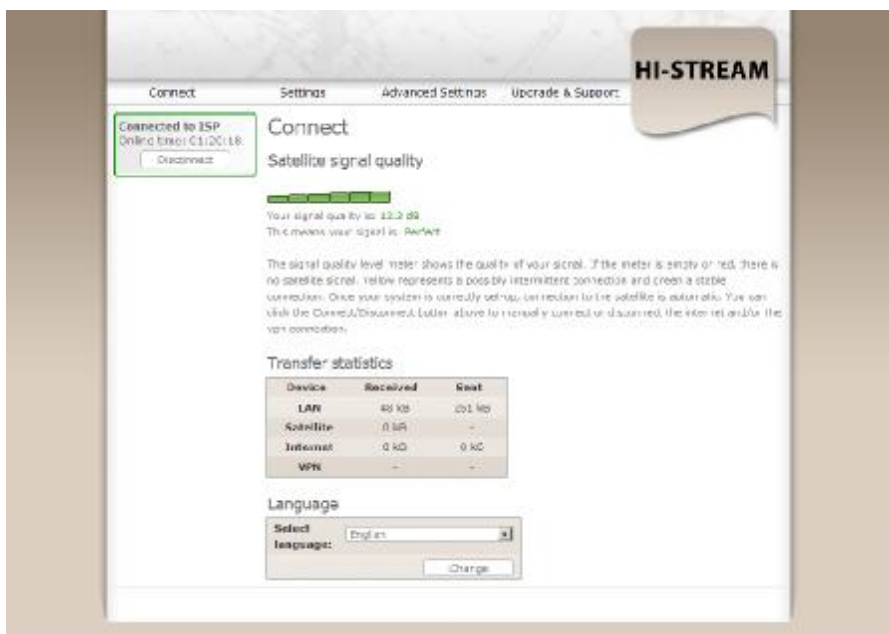 HI-STREAM
Connect Settings Advanced Settings Upgrade & Support
Connected to ISP
Online time: 01:20:18
Disconnect
Connect
Satellite signal quality
Your signal quality is: 12.2 dB
This means your signal is: Perfect
The signal quality level meter shows the quality of your signal. If the meter is empty or red, there is
no satellite signal. Yellow represents a possibly intermittent connection and green a stable
connection. Once your system is correctly set-up, connection to the satellite is automatic. You can
click the Connect/Disconnect button above to manually connect or disconnect the internet and/or the
vpn connection.
Transfer statistics
Device Received Sent
LAN 48 kB kB
Satellite 0 kB -
Internet 0 kB 0 kB
VPN - -
Language
Select
language:
English
Change